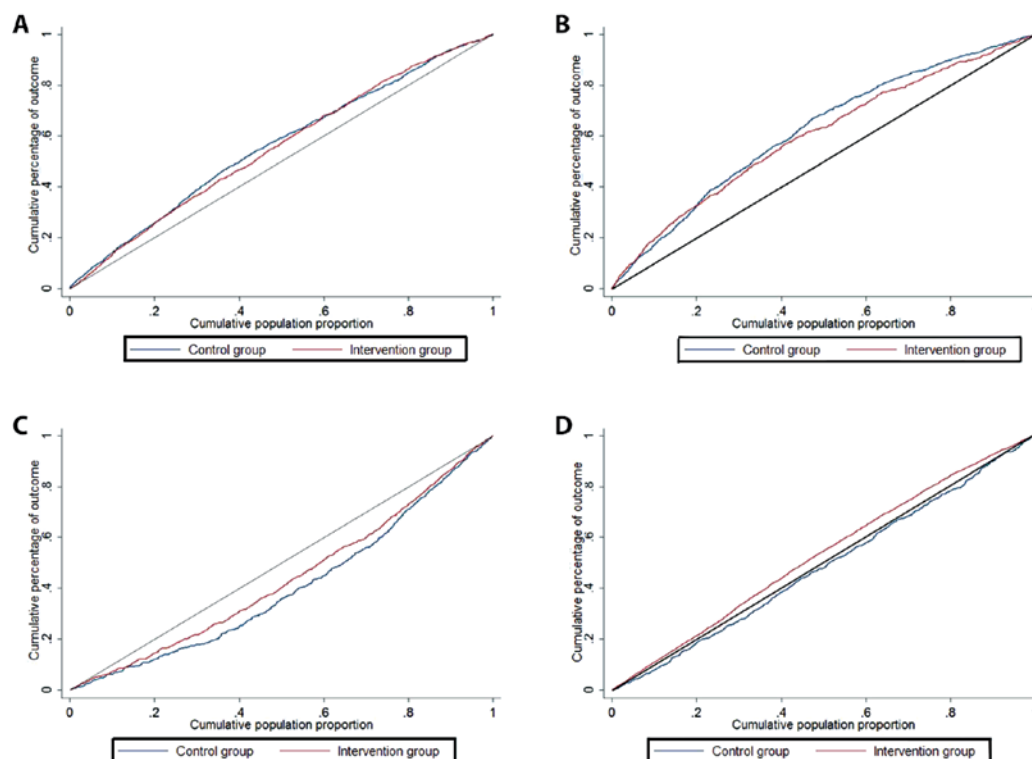 A
Cumulative percentage of outcome
1
.8
.6
.4
.2
0
0 .2 .4 .6 .8 1
Cumulative population proportion
Control group Intervention group
B
Cumulative percentage of outcome
1
.8
.6
.4
.2
0
0 .2 .4 .6 .8
Cumulative population proportion
Control group Intervention group
C
Cumulative percentage of outcome
1
.8
.6
.4
.2
0
0 .2 .4 .6 .8 1
Cumulative population proportion
Control group Intervention group
D
Cumulative percentage of outcome
1
.8
.6
.4
.2
0
0 .2 .4 .6 .8
Cumulative population proportion
Control group Intervention group